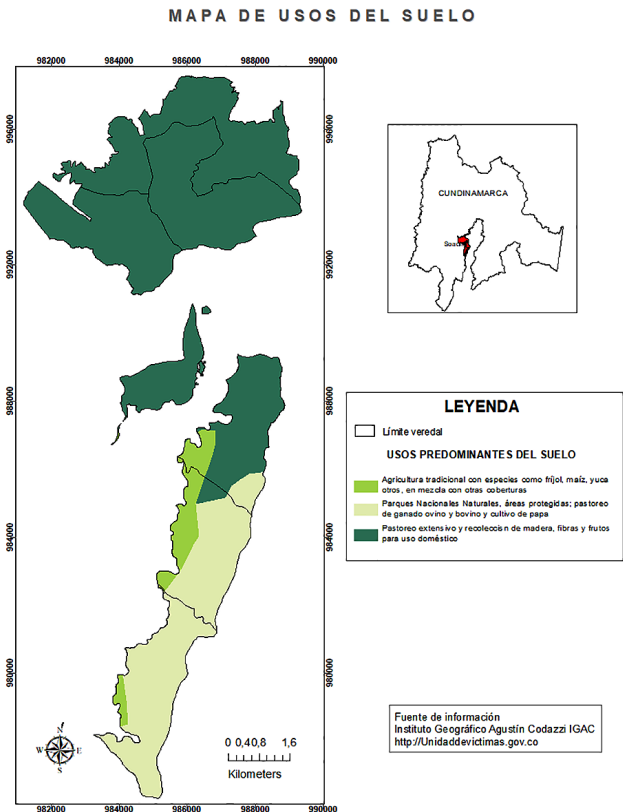 MAPA DE USOS DEL SUELO
982000 984000 986000 988000 990000
996000 996000
992000 992000
988000 988000
984000 984000
980000 980000
982000 984000 986000 988000 990000
CUNDINAMARCA
LEYENDA
Límite veredal
USOS PREDOMINANTES DEL SUELO
Agricultura tradicional con especies como fríjol, maíz, yuca
otros, en mezcla con otras coberturas
Parques Nacionales Naturales, áreas protegidas; pastoreo
de ganado ovino y bovino y cultivo de papa
Pastoreo extensivo y recoleccisn de madera, fibras y frutos
para uso doméstico
N
W E
S
0 0,40,8 1,6
Kilometers
Fuente de información
Instituto Geográfico Agustín Codazzi IGAC
http://Unidaddevictimas.gov.co